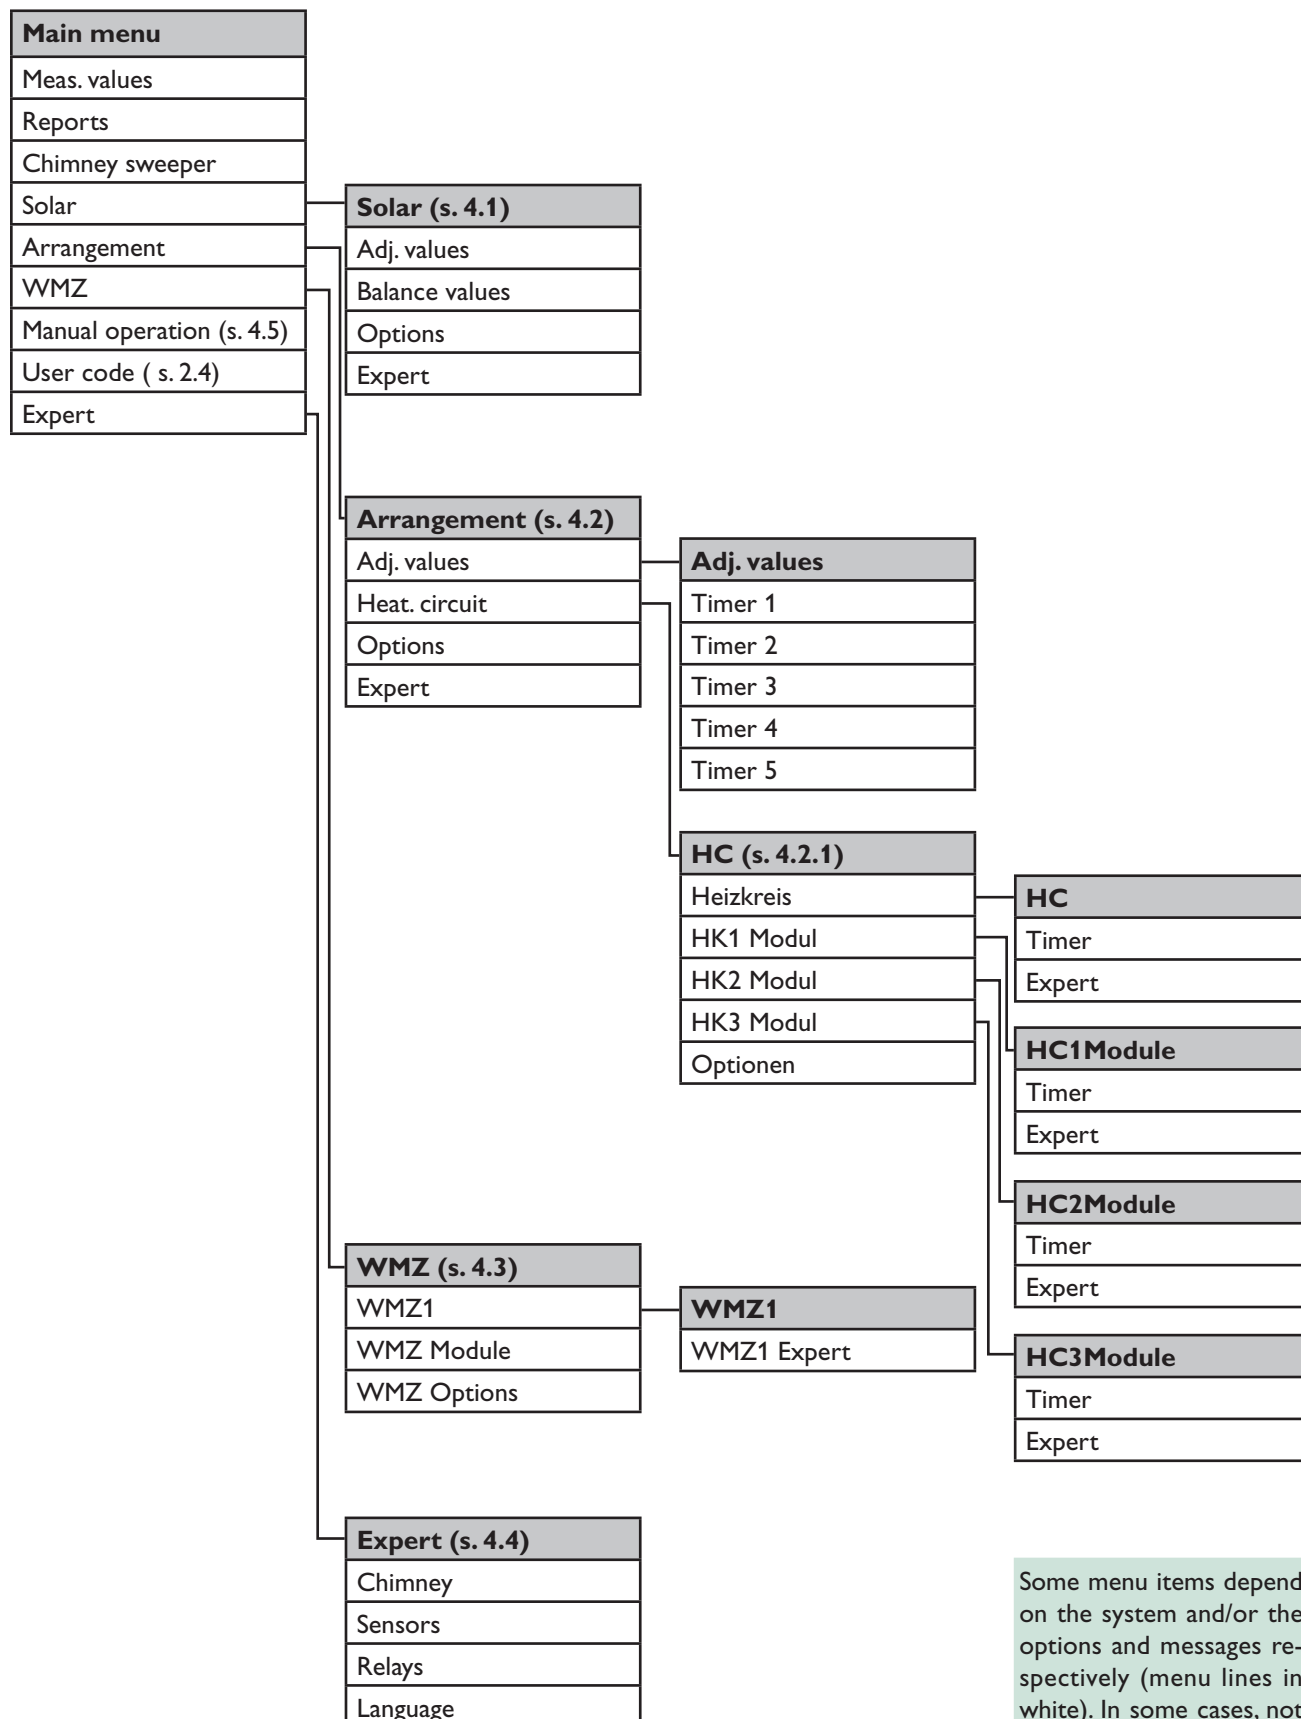 Main menu
Meas. values
Reports
Chimney sweeper
Solar
Arrangement
WMZ
Manual operation (s. 4.5)
User code ( s. 2.4)
Expert
Solar (s. 4.1)
Adj. values
Balance values
Options
Expert
Arrangement (s. 4.2)
Adj. values
Heat. circuit
Options
Expert
Adj. values
Timer 1
Timer 2
Timer 3
Timer 4
Timer 5
HC (s. 4.2.1)
Heizkreis
HK1 Modul
HK2 Modul
HK3 Modul
Optionen
HC
Timer
Expert
HC1Module
Timer
Expert
HC2Module
Timer
Expert
HC3Module
Timer
Expert
WMZ (s. 4.3)
WMZ1
WMZ Module
WMZ Options
WMZ1
WMZ1 Expert
Expert (s. 4.4)
Chimney
Sensors
Relays
Language
Some menu items depend
on the system and/or the
options and messages re-
spectively (menu lines in
white). In some cases, not